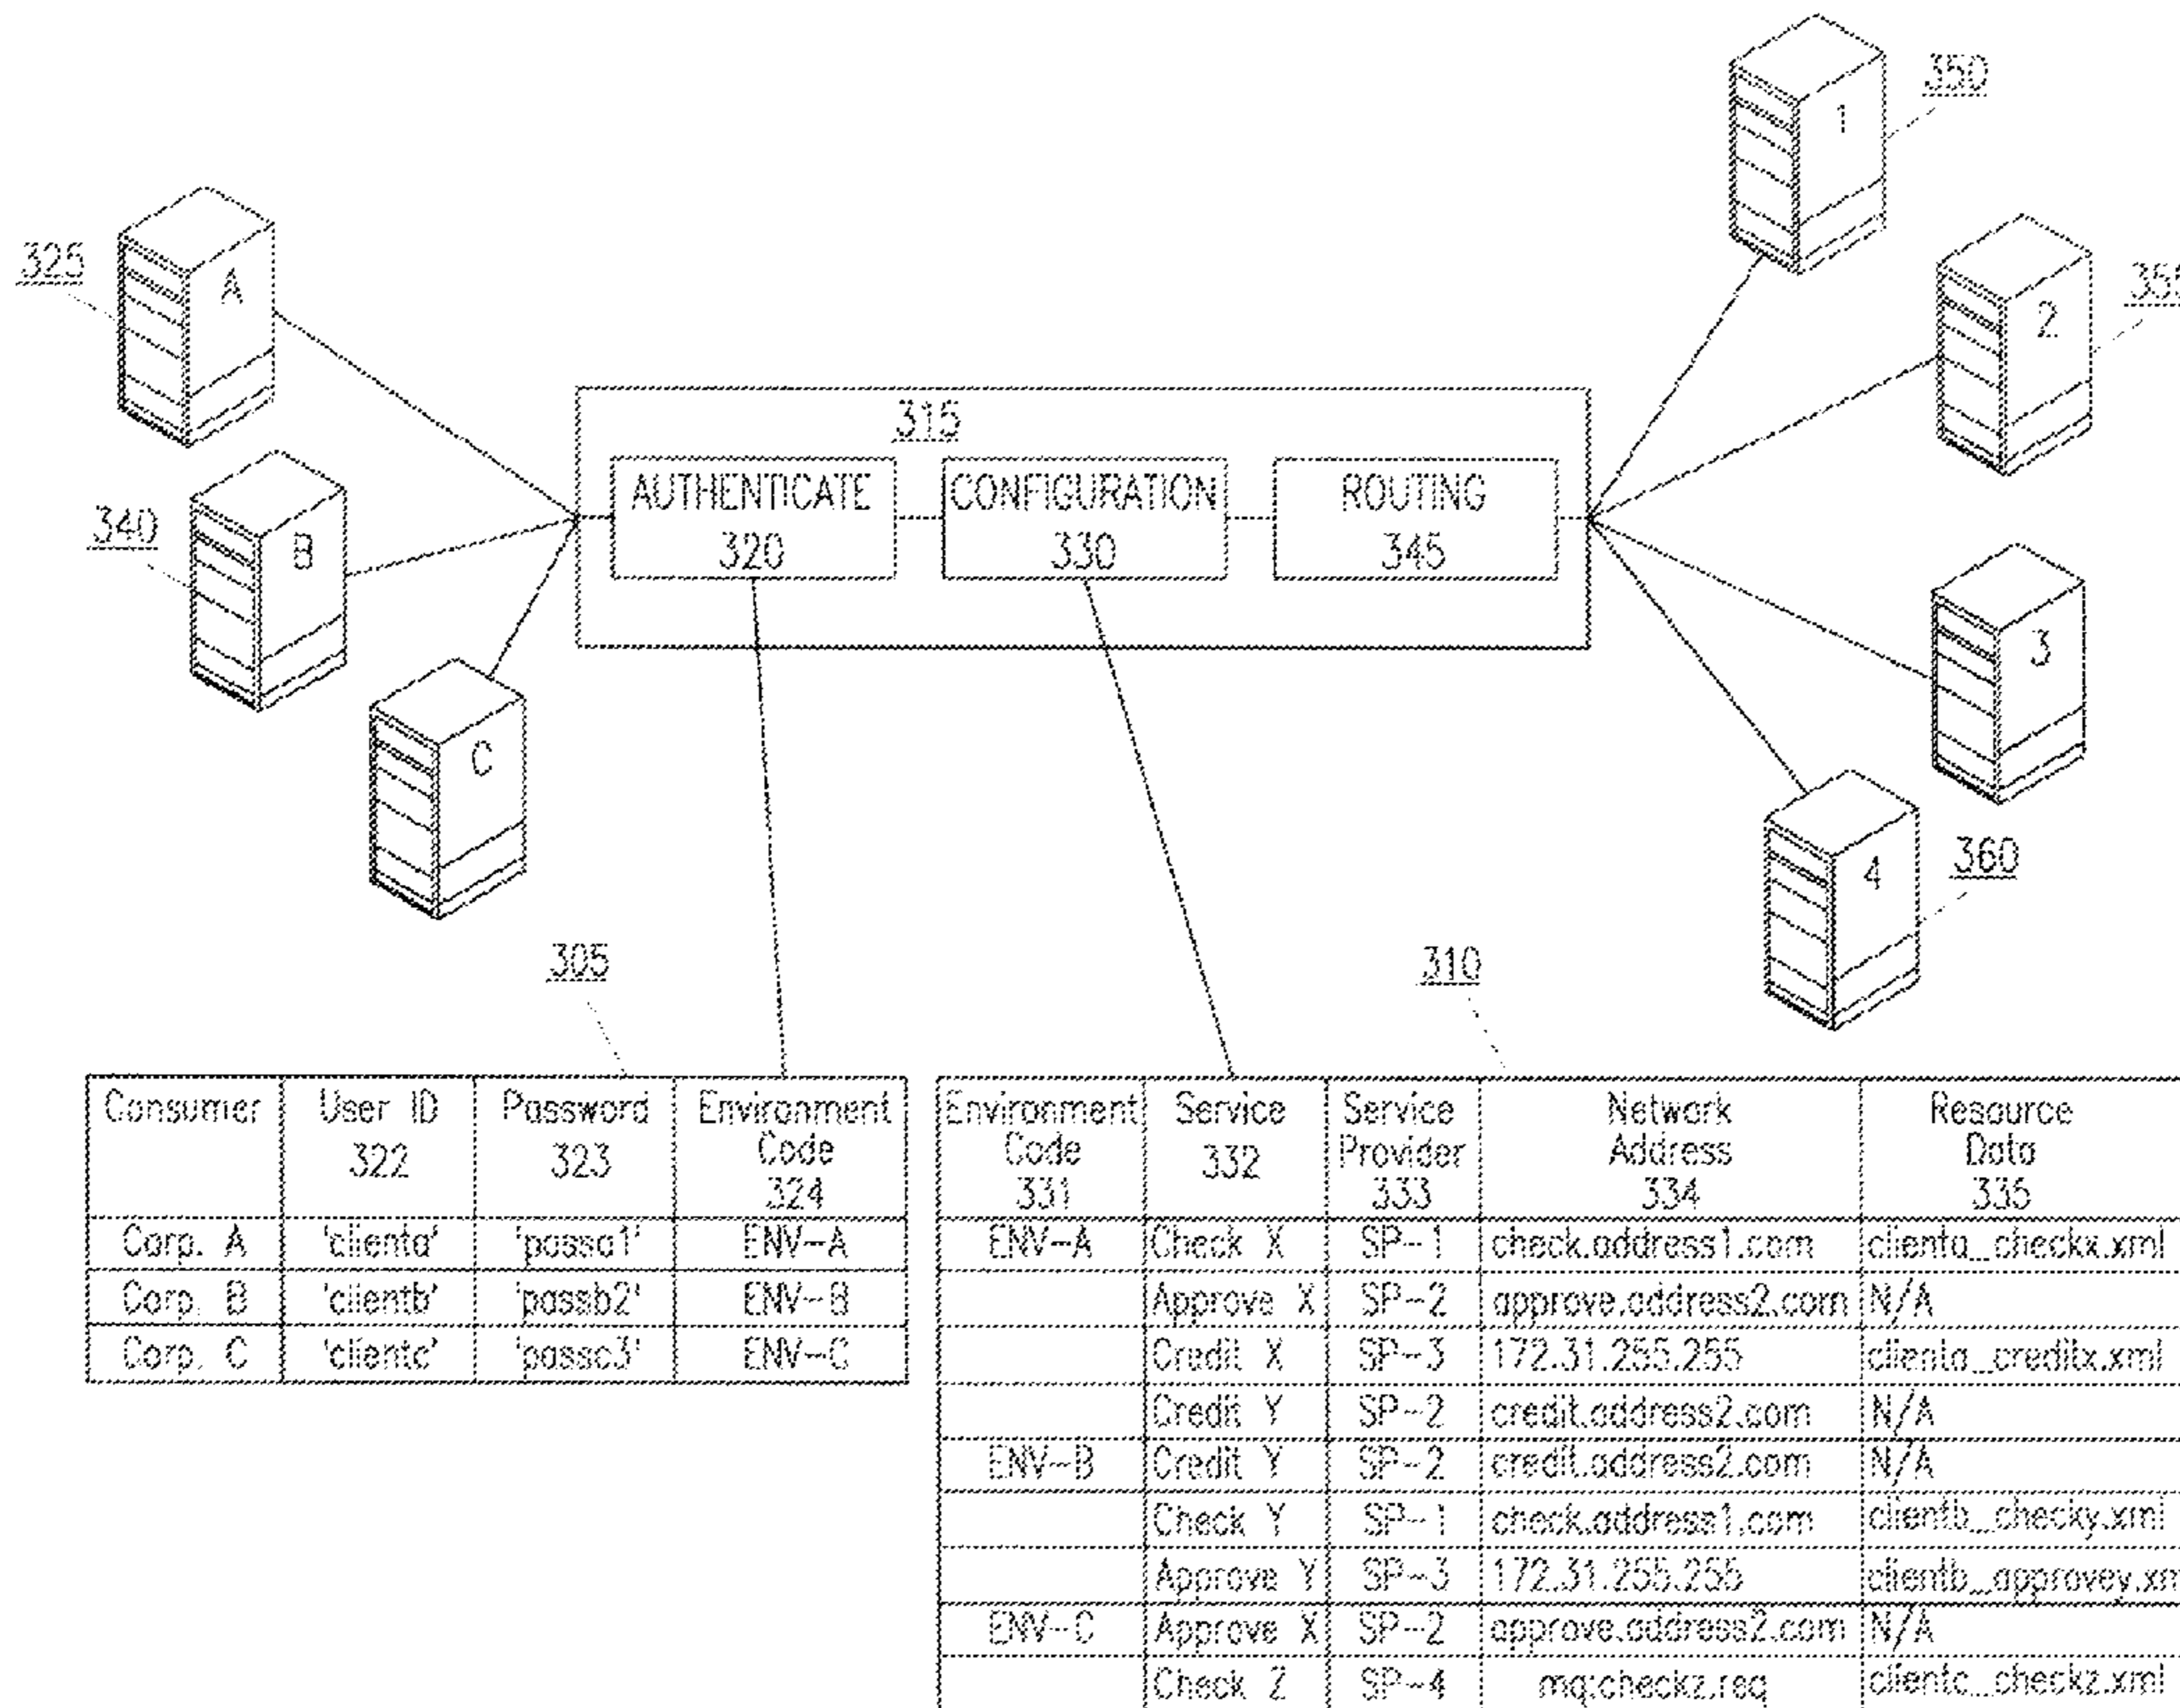 1
350
2
355
325
A
340
B
C
315
AUTHENTICATE
320
CONFIGURATION
330
ROUTING
345
3
4
360
305
310
Consumer User ID 322 Password 323 Environment Code 324
Corp. A 'clienta' 'passa1' ENV-A
Corp. B 'clientb' 'passb2' ENV-B
Corp. C 'clientc' 'passc3' ENV-C
Environment Code 331 Service 332 Service Provider 333 Network Address 334 Resource Data 335
ENV-A Check X SP-1 check.address1.com clienta_checkx.xml
Approve X SP-2 approve.address2.com N/A
Credit X SP-3 172.31.255.255 clienta_creditx.xml
Credit Y SP-2 credit.address2.com N/A
ENV-B Credit Y SP-2 credit.address2.com N/A
Check Y SP-1 check.address1.com clientb_checky.xml
Approve Y SP-3 172.31.255.255 clientb_approvey.xm
ENV-C Approve X SP-2 approve.address2.com N/A
Check Z SP-4 mq:checkz.req clientc_checkz.xml